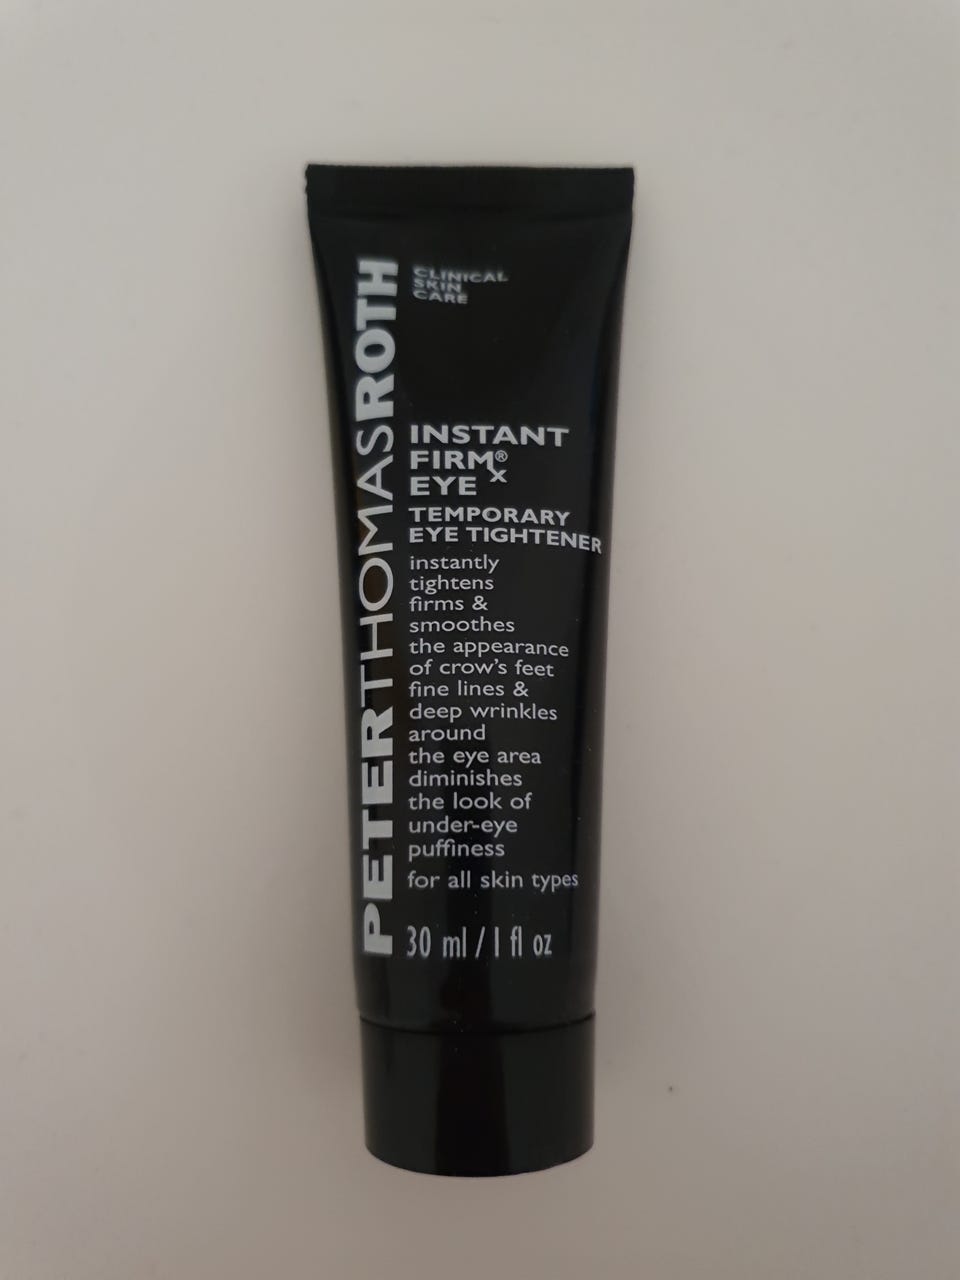 PETERTHOMASROTH
CLINICAL
SKIN
CARE
INSTANT
FIRMx®
EYE
TEMPORARY
EYE TIGHTENER
instantly
tightens
firms &
smoothes
the appearance
of crow's feet
fine lines &
deep wrinkles
around
the eye area
diminishes
the look of
under-eye
puffiness
for all skin types
30 ml / 1 fl oz